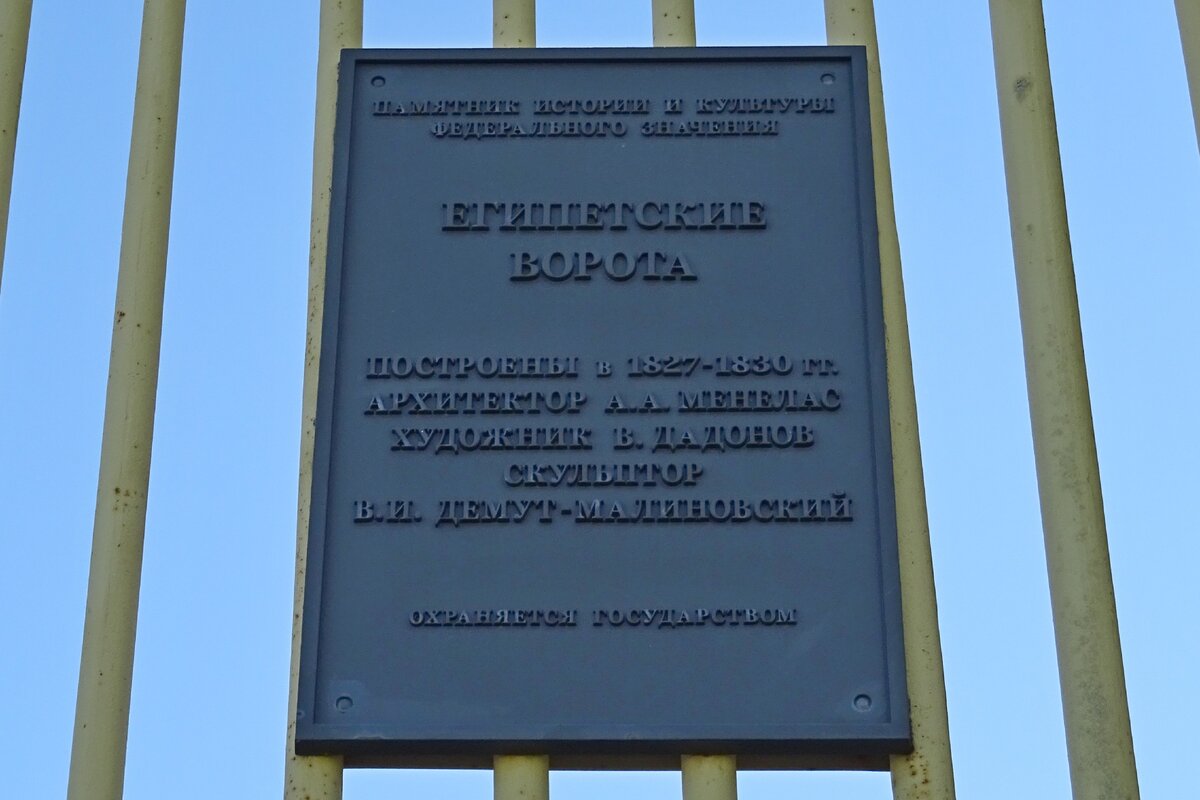 ПАМЯТНИК ИСТОРИИ И КУЛЬТУРЫ
ФЕДЕРАЛЬНОГО ЗНАЧЕНИЯ
ЕГИПЕТСКИЕ
ВОРОТА
ПОСТРОЕНЫ в 1827-1830 гг.
АРХИТЕКТОР А.А. МЕНЕЛАС
ХУДОЖНИК В. ДАДОНОВ
СКУЛЬПТОР
В.И. ДЕМУТ-МАЛИНОВСКИЙ
ОХРАНЯЕТСЯ ГОСУДАРСТВОМ